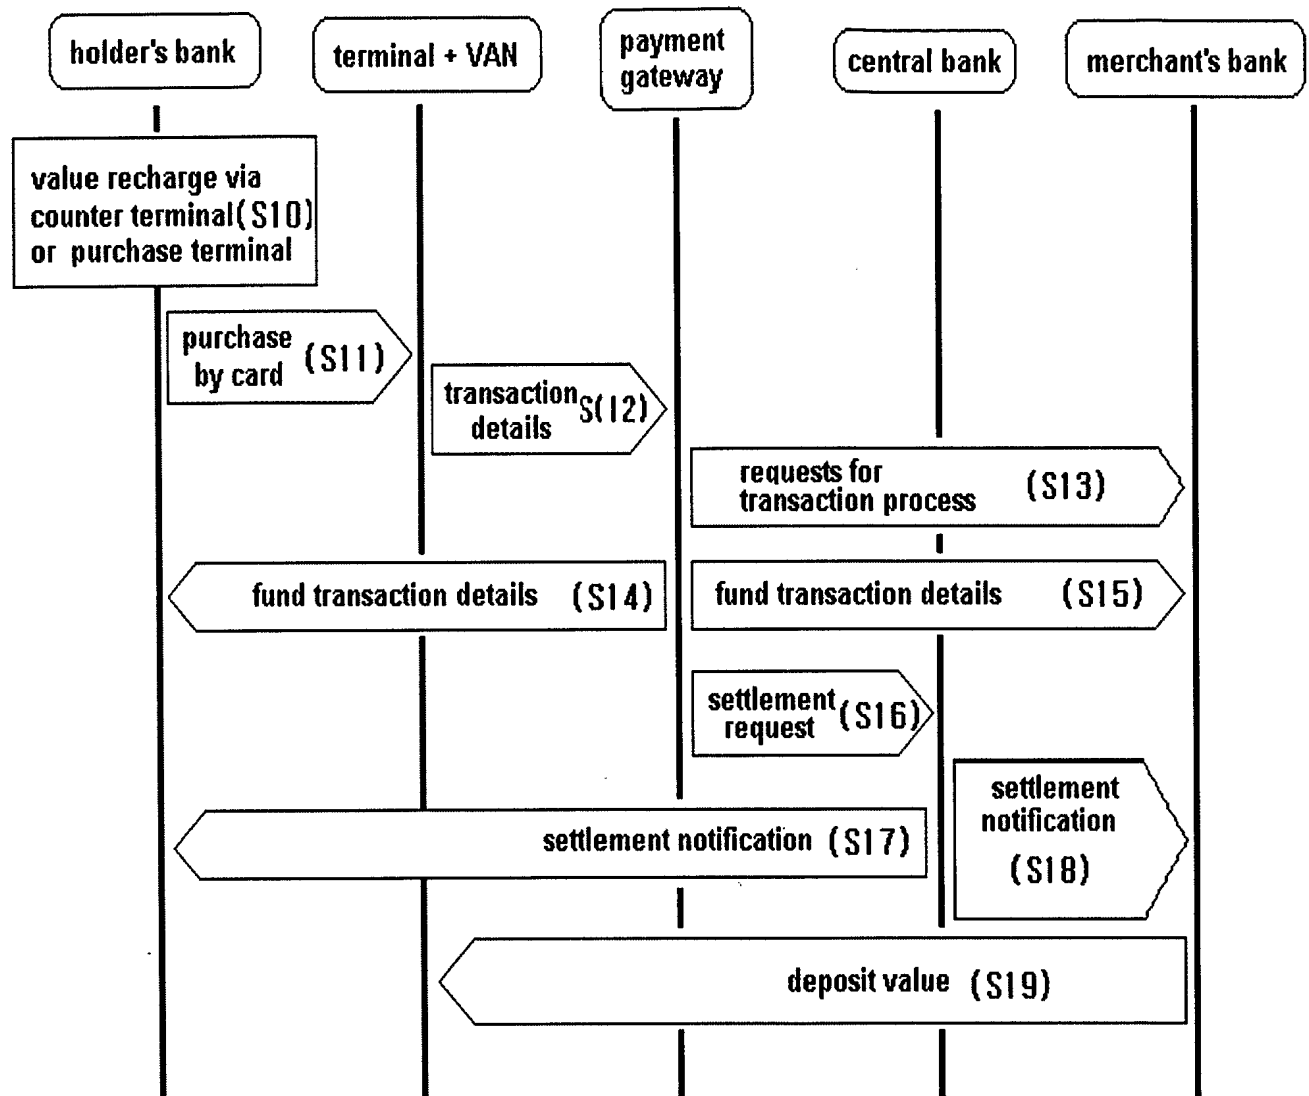 holder's bank
terminal + VAN
payment
gateway
central bank
merchant's bank
value recharge via
counter terminal(S10)
or purchase terminal
purchase
by card (S11)
transaction
details S(12)
requests for
transaction process (S13)
fund transaction details (S14)
fund transaction details (S15)
settlement
request (S16)
settlement
notification
(S18)
settlement notification (S17)
deposit value (S19)